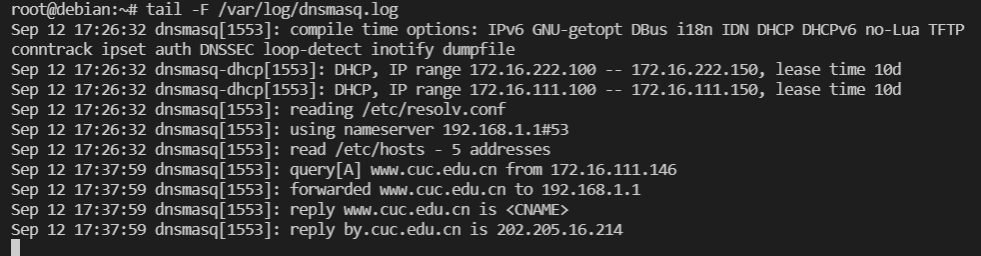 root@debian:~# tail -F /var/log/dnsmasq.log
Sep 12 17:26:32 dnsmasq[1553]: compile time options: IPv6 GNU-getopt DBus i18n IDN DHCP DHCPv6 no-Lua TFTP
conntrack ipset auth DNSSEC loop-detect inotify dumpfile
Sep 12 17:26:32 dnsmasq-dhcp[1553]: DHCP, IP range 172.16.222.100 -- 172.16.222.150, lease time 10d
Sep 12 17:26:32 dnsmasq-dhcp[1553]: DHCP, IP range 172.16.111.100 -- 172.16.111.150, lease time 10d
Sep 12 17:26:32 dnsmasq[1553]: reading /etc/resolv.conf
Sep 12 17:26:32 dnsmasq[1553]: using nameserver 192.168.1.1#53
Sep 12 17:26:32 dnsmasq[1553]: read /etc/hosts - 5 addresses
Sep 12 17:37:59 dnsmasq[1553]: query[A] www.cuc.edu.cn from 172.16.111.146
Sep 12 17:37:59 dnsmasq[1553]: forwarded www.cuc.edu.cn to 192.168.1.1
Sep 12 17:37:59 dnsmasq[1553]: reply www.cuc.edu.cn is <CNAME>
Sep 12 17:37:59 dnsmasq[1553]: reply by.cuc.edu.cn is 202.205.16.214